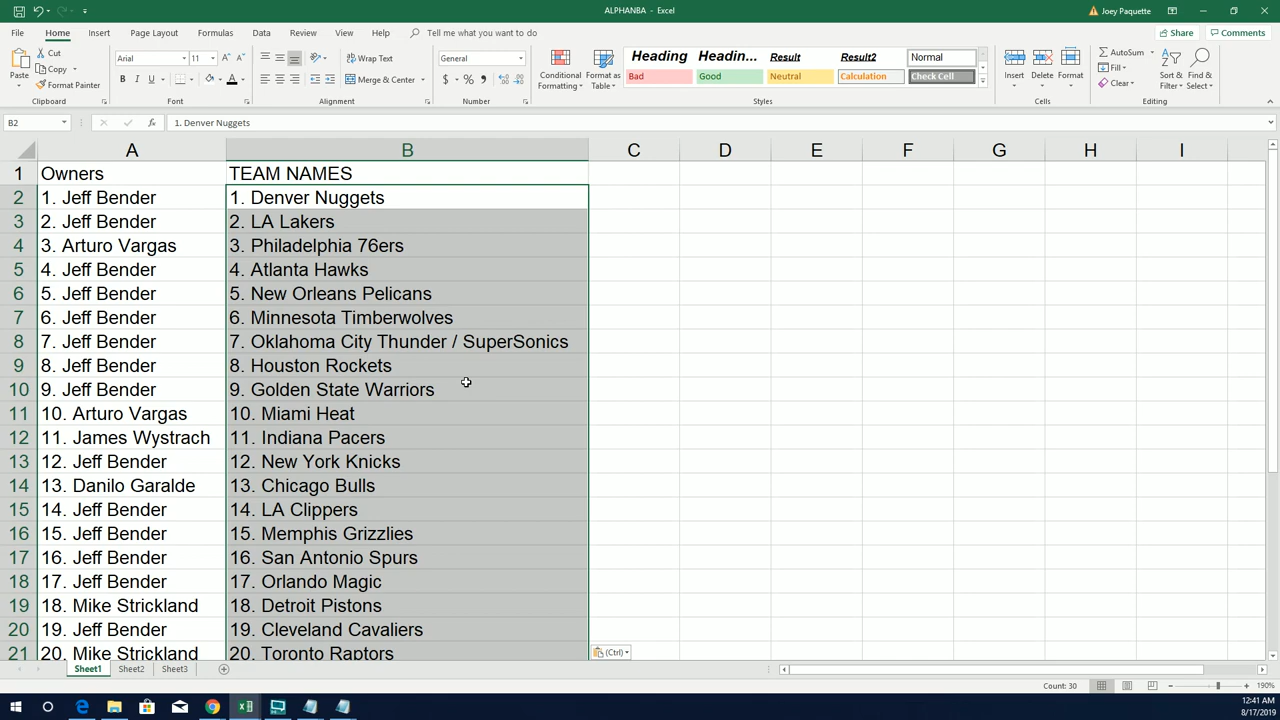 ALPHANBA - Excel
Joey Paquette
File Home Insert Page Layout Formulas Data Review View Help Tell me what you want to do
Share Comments
Paste
Cut
Copy
Format Painter
Clipboard
Arial 11
B I U
Font
Wrap Text
Merge & Center
Alignment
General
$ % ,
Number
Conditional Formatting
Format as Table
Heading Headin... Result Result2 Normal
Bad Good Neutral Calculation Check Cell
Styles
Insert Delete Format
Cells
AutoSum
Fill
Clear
Sort & Filter
Find & Select
Editing
B2 fx 1. Denver Nuggets
A B C D E F G H I
1 Owners TEAM NAMES
2 1. Jeff Bender 1. Denver Nuggets
3 2. Jeff Bender 2. LA Lakers
4 3. Arturo Vargas 3. Philadelphia 76ers
5 4. Jeff Bender 4. Atlanta Hawks
6 5. Jeff Bender 5. New Orleans Pelicans
7 6. Jeff Bender 6. Minnesota Timberwolves
8 7. Jeff Bender 7. Oklahoma City Thunder / SuperSonics
9 8. Jeff Bender 8. Houston Rockets
10 9. Jeff Bender 9. Golden State Warriors
11 10. Arturo Vargas 10. Miami Heat
12 11. James Wystrach 11. Indiana Pacers
13 12. Jeff Bender 12. New York Knicks
14 13. Danilo Garalde 13. Chicago Bulls
15 14. Jeff Bender 14. LA Clippers
16 15. Jeff Bender 15. Memphis Grizzlies
17 16. Jeff Bender 16. San Antonio Spurs
18 17. Jeff Bender 17. Orlando Magic
19 18. Mike Strickland 18. Detroit Pistons
20 19. Jeff Bender 19. Cleveland Cavaliers
21 20. Mike Strickland 20. Toronto Raptors
(Ctrl)
Sheet1 Sheet2 Sheet3
Count: 30 190%
12:41 AM
8/17/2019